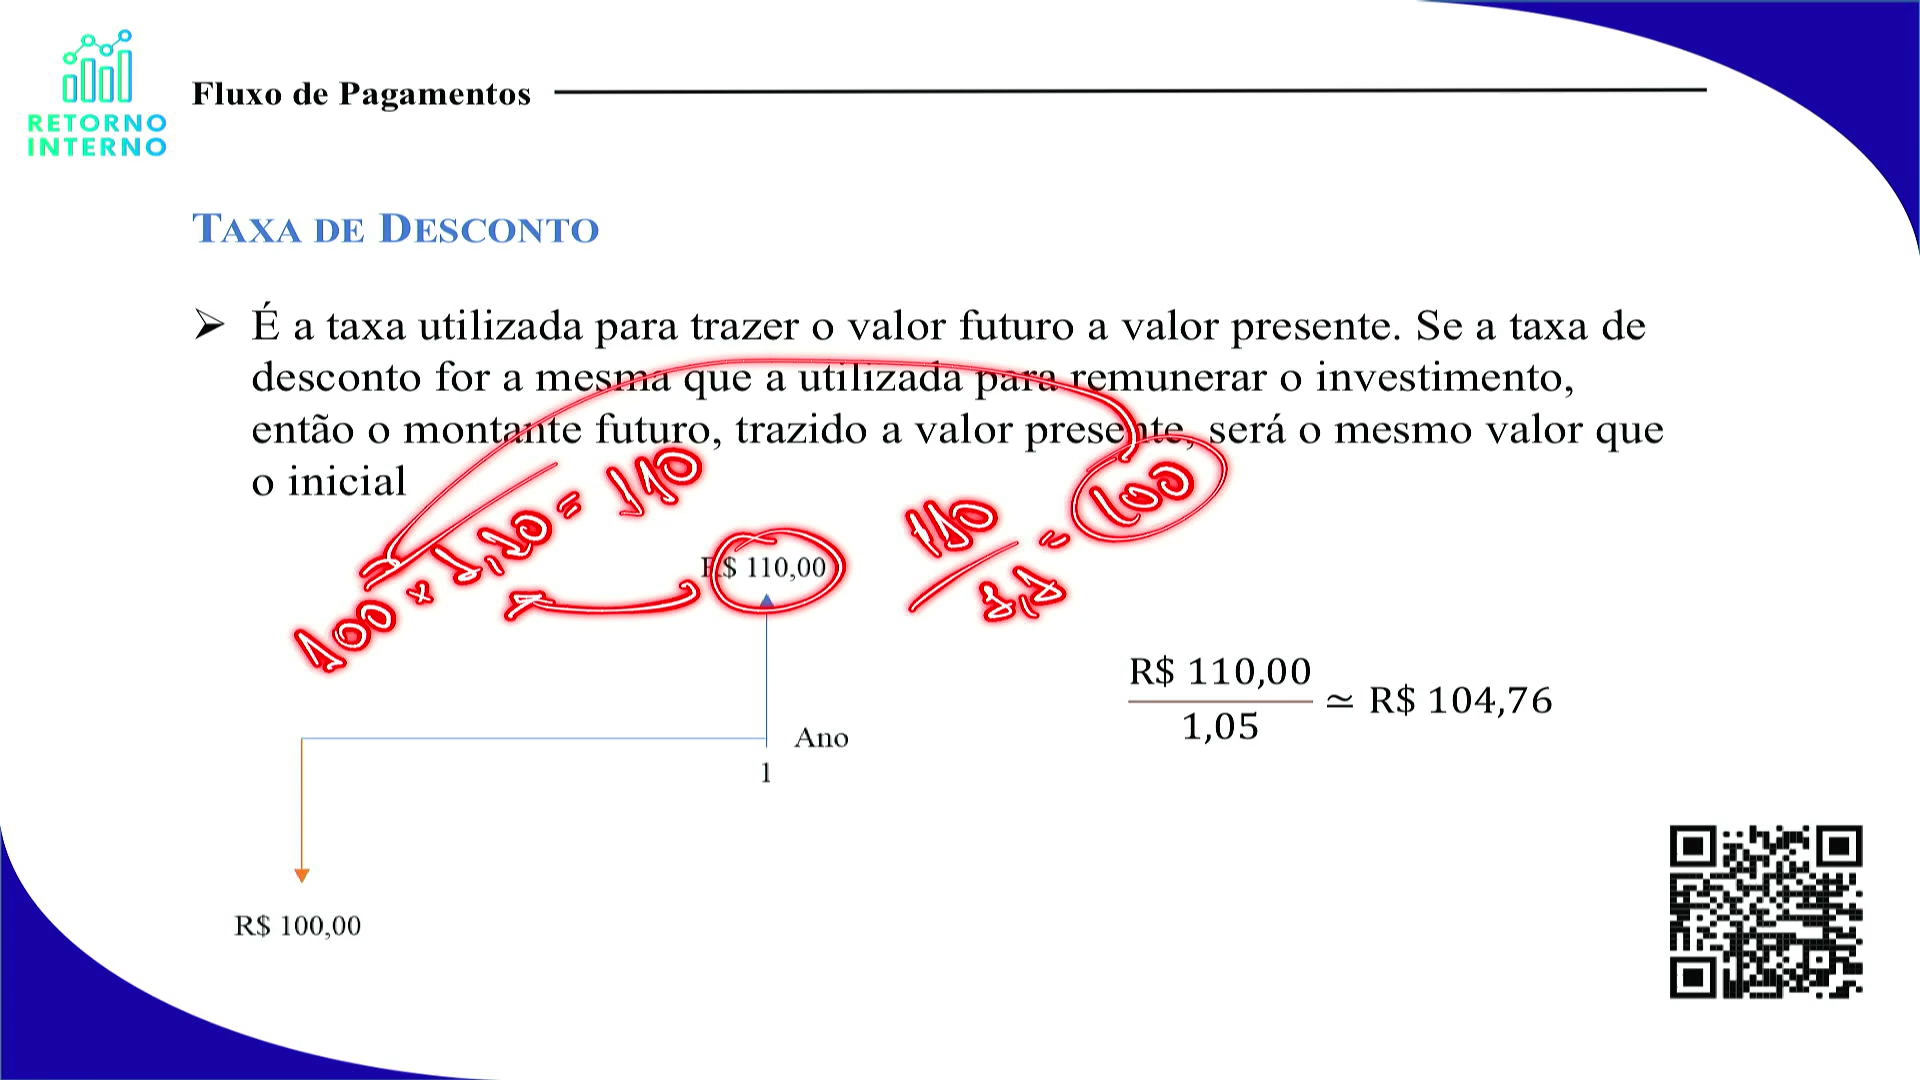 RETORNO
INTERNO
Fluxo de Pagamentos
TAXA DE DESCONTO
➢ É a taxa utilizada para trazer o valor futuro a valor presente. Se a taxa de
desconto for a mesma que a utilizada para remunerar o investimento,
então o montante futuro, trazido a valor presente, será o mesmo valor que
o inicial
100 x 1,10 = 110
110
1,1
= 100
R$ 110,00
R$ 110,00
1,05
≃ R$ 104,76
Ano
1
R$ 100,00